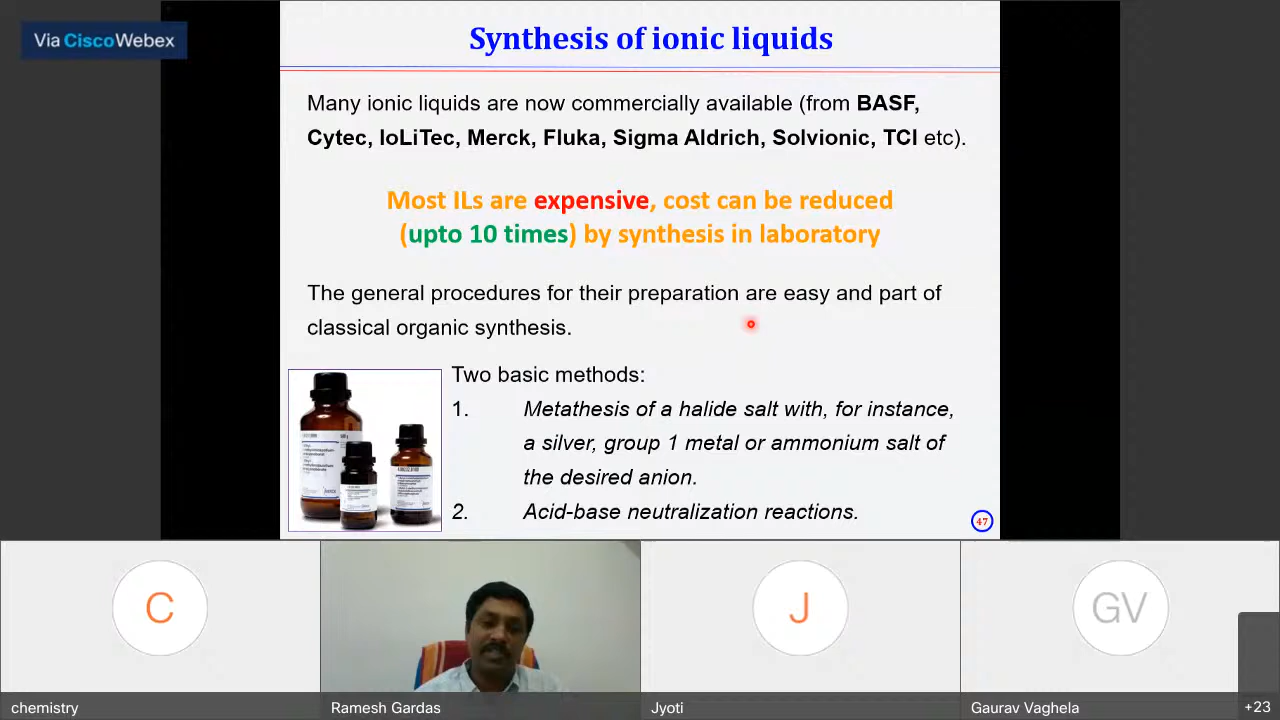 Via CiscoWebex
Synthesis of ionic liquids
Many ionic liquids are now commercially available (from BASF,
Cytec, IoLiTec, Merck, Fluka, Sigma Aldrich, Solvionic, TCI etc).
Most ILs are expensive, cost can be reduced
(upto 10 times) by synthesis in laboratory
The general procedures for their preparation are easy and part of
classical organic synthesis.
Two basic methods:
1. Metathesis of a halide salt with, for instance,
a silver, group 1 metal or ammonium salt of
the desired anion.
2. Acid-base neutralization reactions.
47
C
J
GV
chemistry
Ramesh Gardas
Jyoti
Gaurav Vaghela
+23